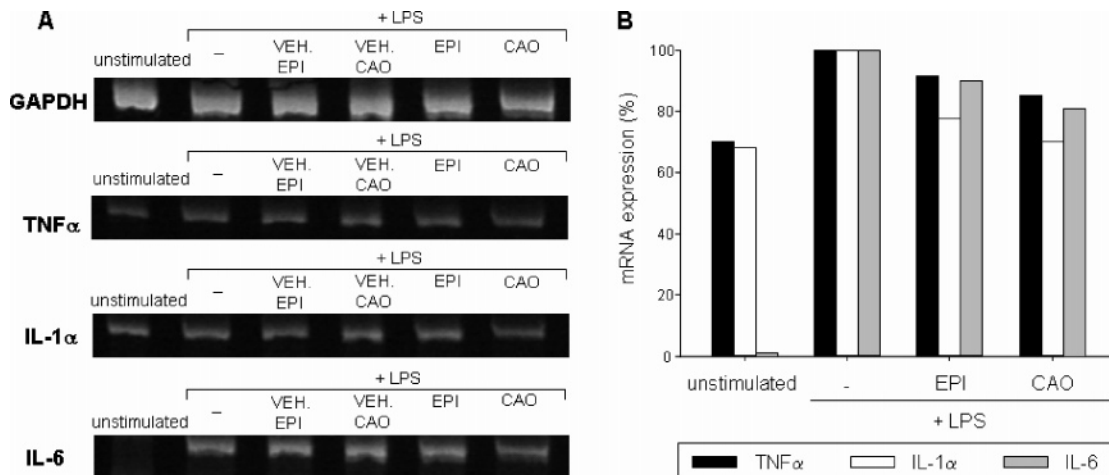 A
+ LPS
unstimulated – VEH. EPI VEH. CAO EPI CAO
GAPDH
+ LPS
unstimulated – VEH. EPI VEH. CAO EPI CAO
TNFα
+ LPS
unstimulated – VEH. EPI VEH. CAO EPI CAO
IL-1α
+ LPS
unstimulated – VEH. EPI VEH. CAO EPI CAO
IL-6
B
mRNA expression (%)
100
80
60
40
20
0
unstimulated - EPI CAO
+ LPS
TNFα IL-1α IL-6